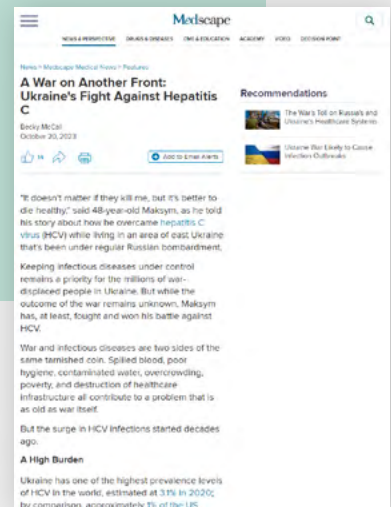 Medscape
NEWS & PERSPECTIVE DRUGS & DISEASES CME & EDUCATION ACADEMY VIDEO DECISION POINT
News > Medscape Medical News > Features
A War on Another Front:
Ukraine's Fight Against Hepatitis
C
Becky McCall
October 20, 2023
Add to Email Alerts
Recommendations
The War's Toll on Russia's and
Ukraine's Healthcare Systems
Ukraine War Likely to Cause
Infection Outbreaks
"It doesn't matter if they kill me, but it's better to
die healthy," said 48-year-old Maksym, as he told
his story about how he overcame hepatitis C
virus (HCV) while living in an area of east Ukraine
that's been under regular Russian bombardment.
Keeping infectious diseases under control
remains a priority for the millions of war-
displaced people in Ukraine. But while the
outcome of the war remains unknown, Maksym
has, at least, fought and won his battle against
HCV.
War and infectious diseases are two sides of the
same tarnished coin. Spilled blood, poor
hygiene, contaminated water, overcrowding,
poverty, and destruction of healthcare
infrastructure all contribute to a problem that is
as old as war itself.
But the surge in HCV infections started decades
ago.
A High Burden
Ukraine has one of the highest prevalence levels
of HCV in the world, estimated at 3.1% in 2020;
by comparison, approximately 1% of the US